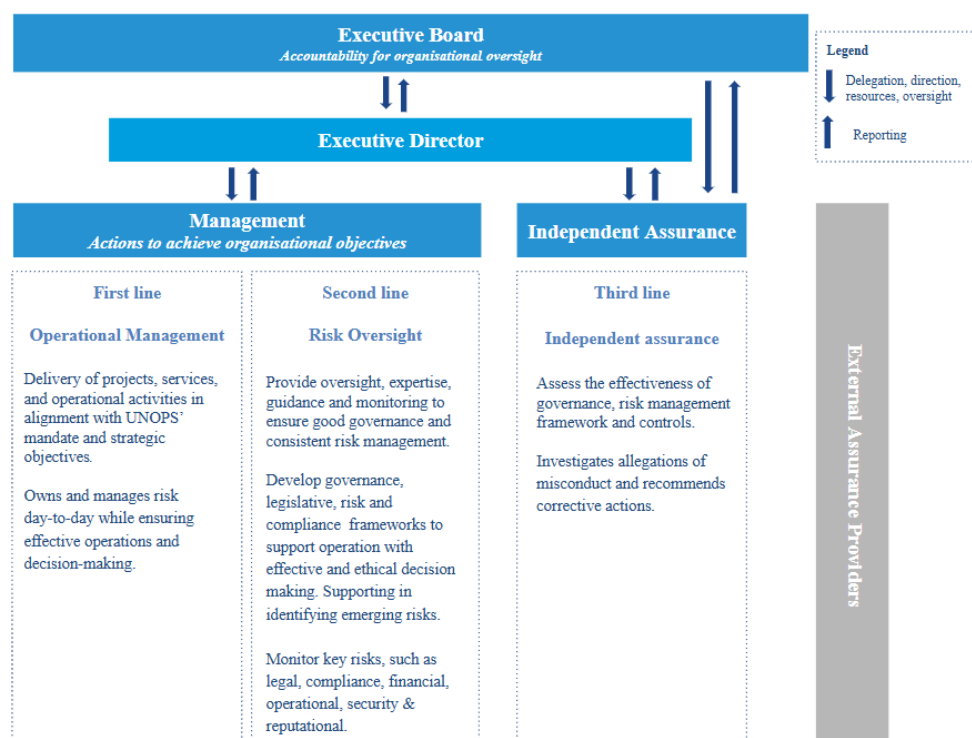 Executive Board
Accountability for organisational oversight
Legend
Delegation, direction,
resources, oversight
Reporting
Executive Director
Management
Actions to achieve organisational objectives
Independent Assurance
First line
Operational Management
Delivery of projects, services,
and operational activities in
alignment with UNOPS’
mandate and strategic
objectives.
Owns and manages risk
day-to-day while ensuring
effective operations and
decision-making.
Second line
Risk Oversight
Provide oversight, expertise,
guidance and monitoring to
ensure good governance and
consistent risk management.
Develop governance,
legislative, risk and
compliance frameworks to
support operation with
effective and ethical decision
making. Supporting in
identifying emerging risks.
Monitor key risks, such as
legal, compliance, financial,
operational, security &
reputational.
Third line
Independent assurance
Assess the effectiveness of
governance, risk management
framework and controls.
Investigates allegations of
misconduct and recommends
corrective actions.
External Assurance Providers